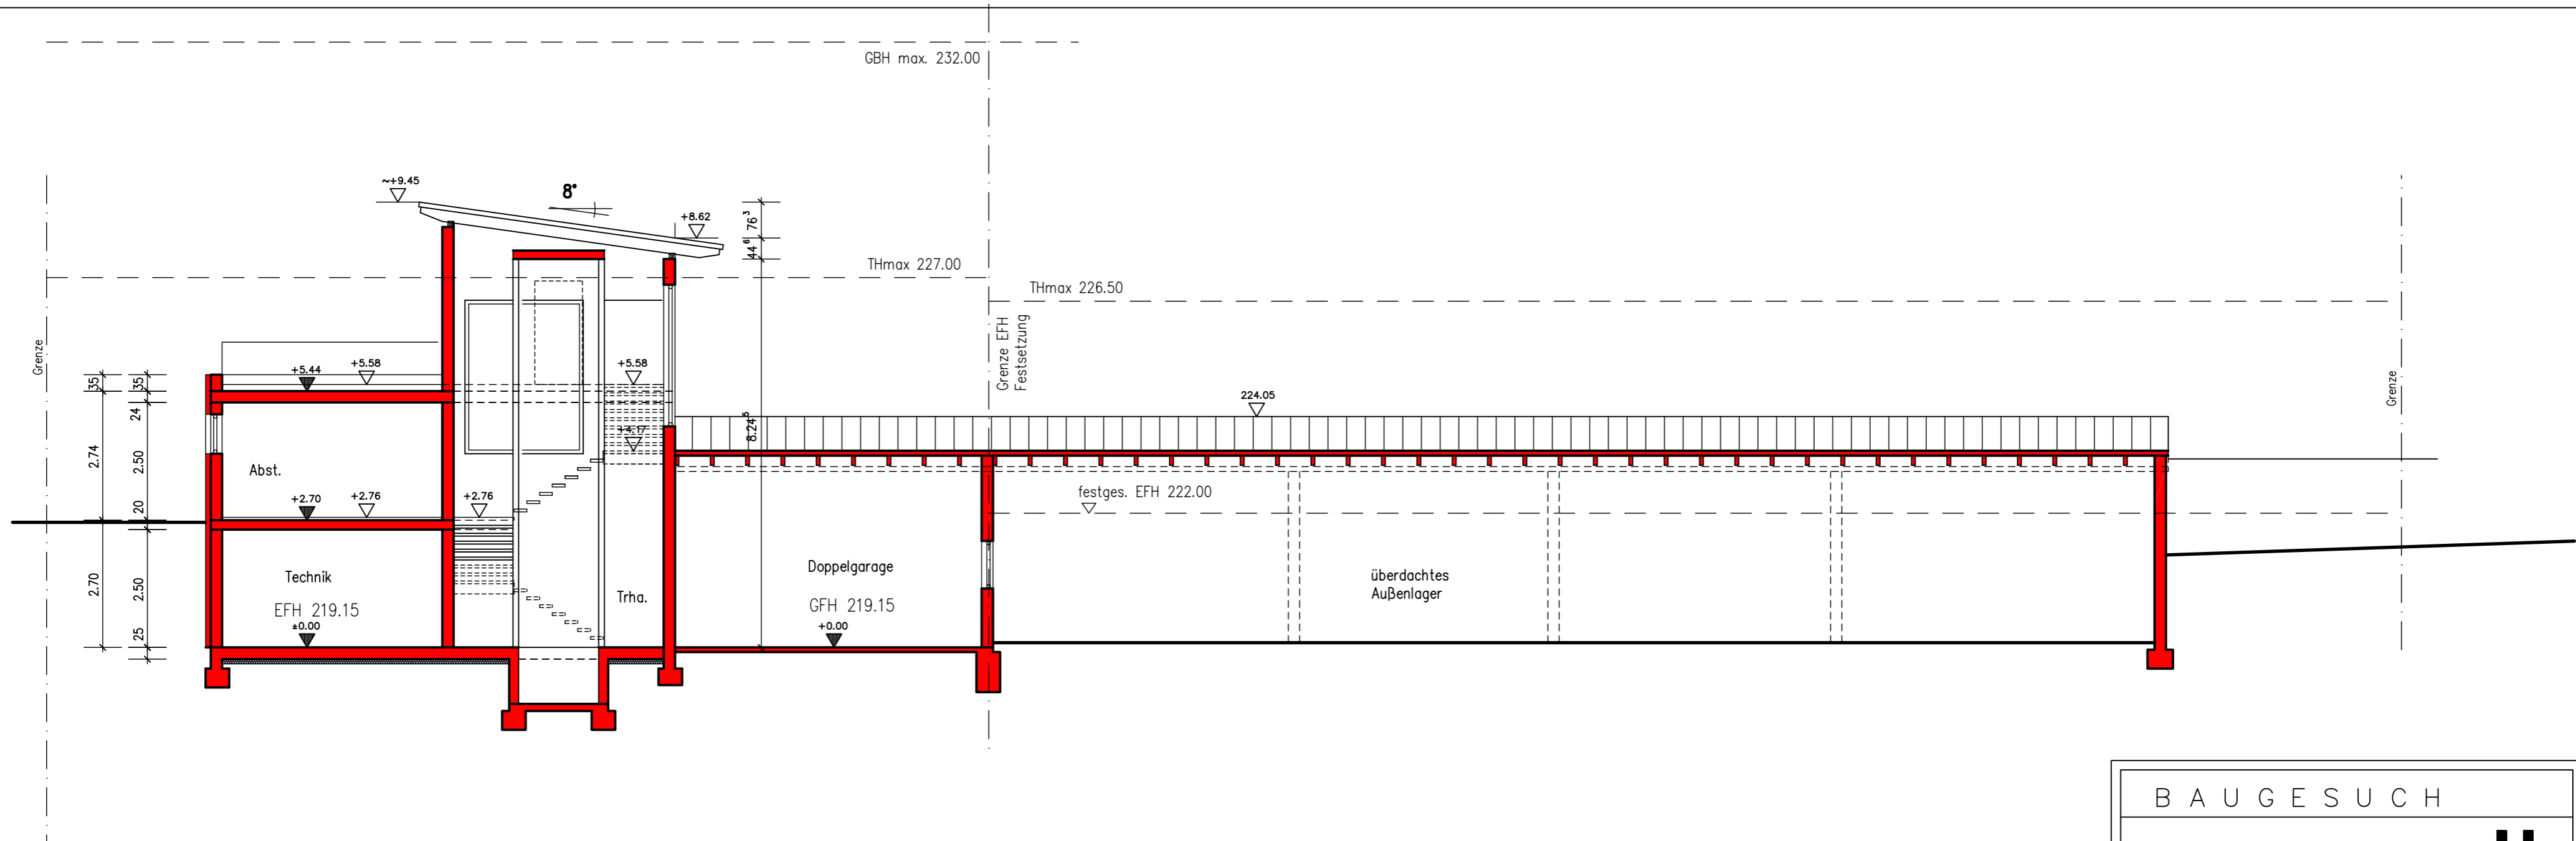 GBH max. 232.00
~+9.45
8°
+8.62
76³
44⁶
THmax 227.00
THmax 226.50
Grenze
Grenze EFH
Festsetzung
Grenze
+5.44
+5.58
+5.58
35
35
24
224.05
8.24⁵
+4.17
2.74
2.50
Abst.
festges. EFH 222.00
+2.70
+2.76
+2.76
20
Doppelgarage
Technik
überdachtes
Außenlager
2.70
2.50
Trha.
EFH 219.15
GFH 219.15
±0.00
+0.00
25
BAUGESUCH